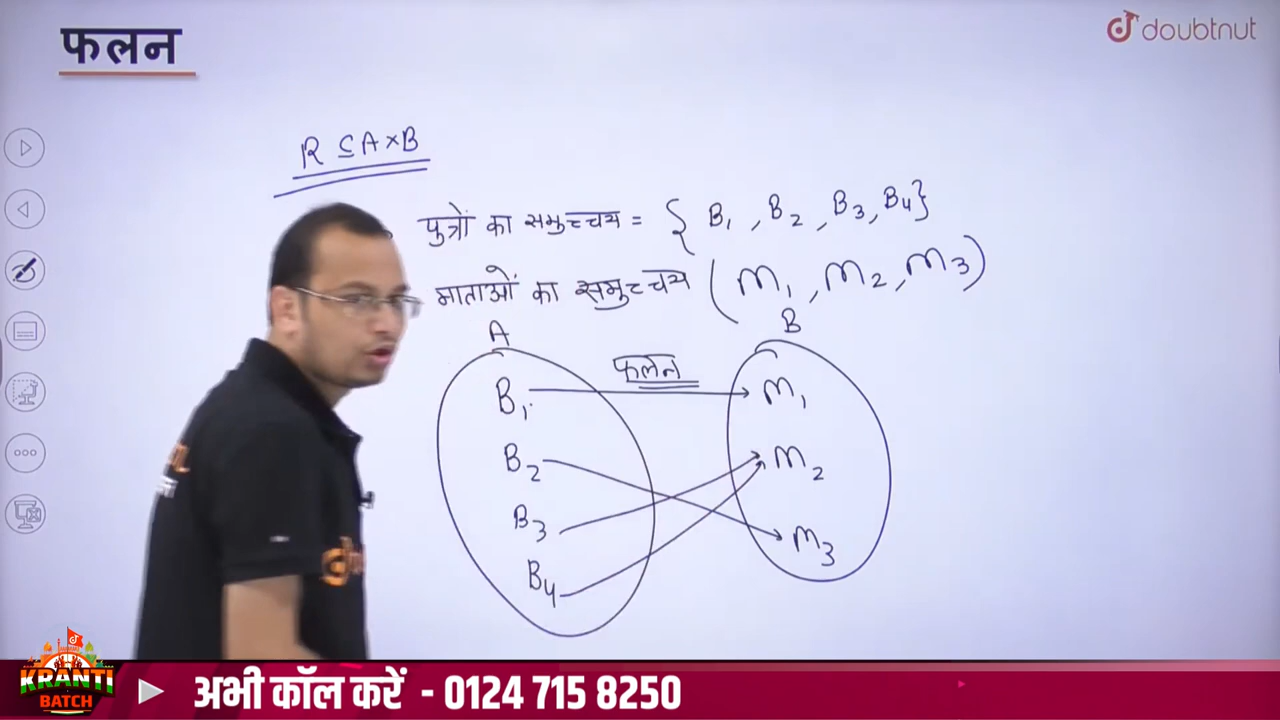 फलन
doubtnut
R ⊆ A × B
पुत्रों का समुच्चय = { B₁ , B₂ , B₃, B₄}
माताओं का समुच्चय ( M₁ , M₂ , M₃ )
A
B
फलन
B₁
M₁
B₂
M₂
B₃
M₃
B₄
KRANTI
BATCH
अभी कॉल करें - 0124 715 8250